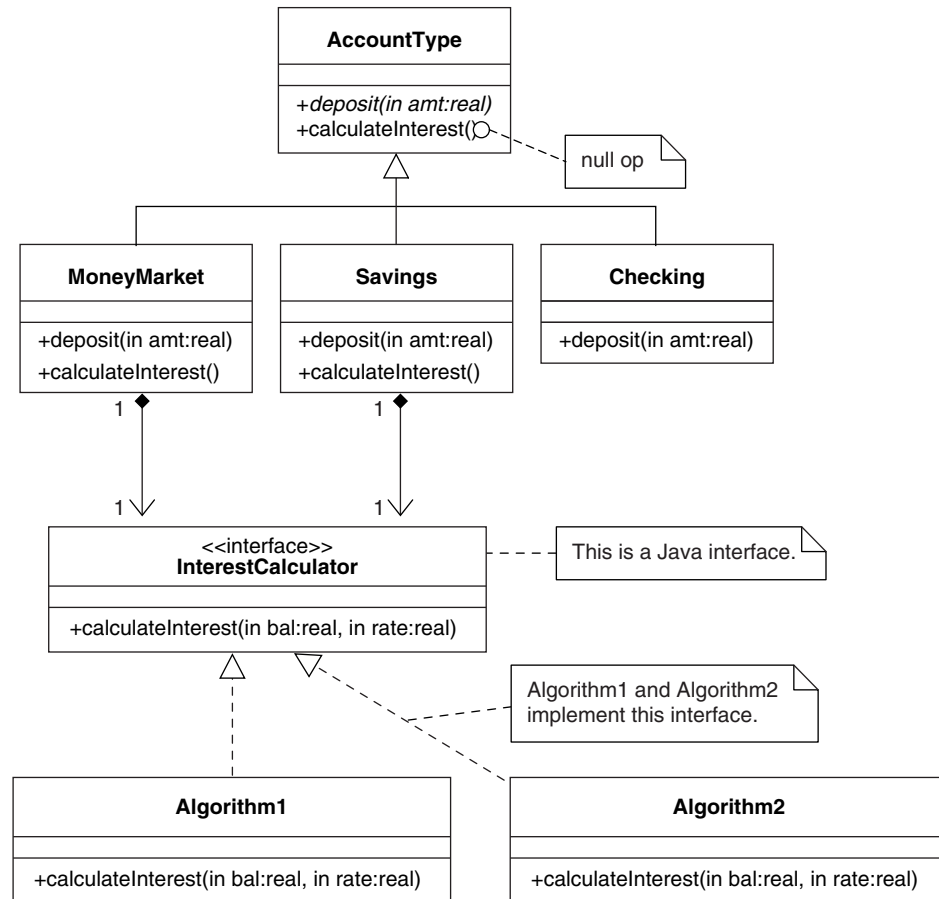 AccountType
+deposit(in amt:real)
+calculateInterest()
null op
MoneyMarket
+deposit(in amt:real)
+calculateInterest()
Savings
+deposit(in amt:real)
+calculateInterest()
Checking
+deposit(in amt:real)
1
1
1
<<interface>>
InterestCalculator
+calculateInterest(in bal:real, in rate:real)
This is a Java interface.
Algorithm1 and Algorithm2
implement this interface.
Algorithm1
+calculateInterest(in bal:real, in rate:real)
Algorithm2
+calculateInterest(in bal:real, in rate:real)